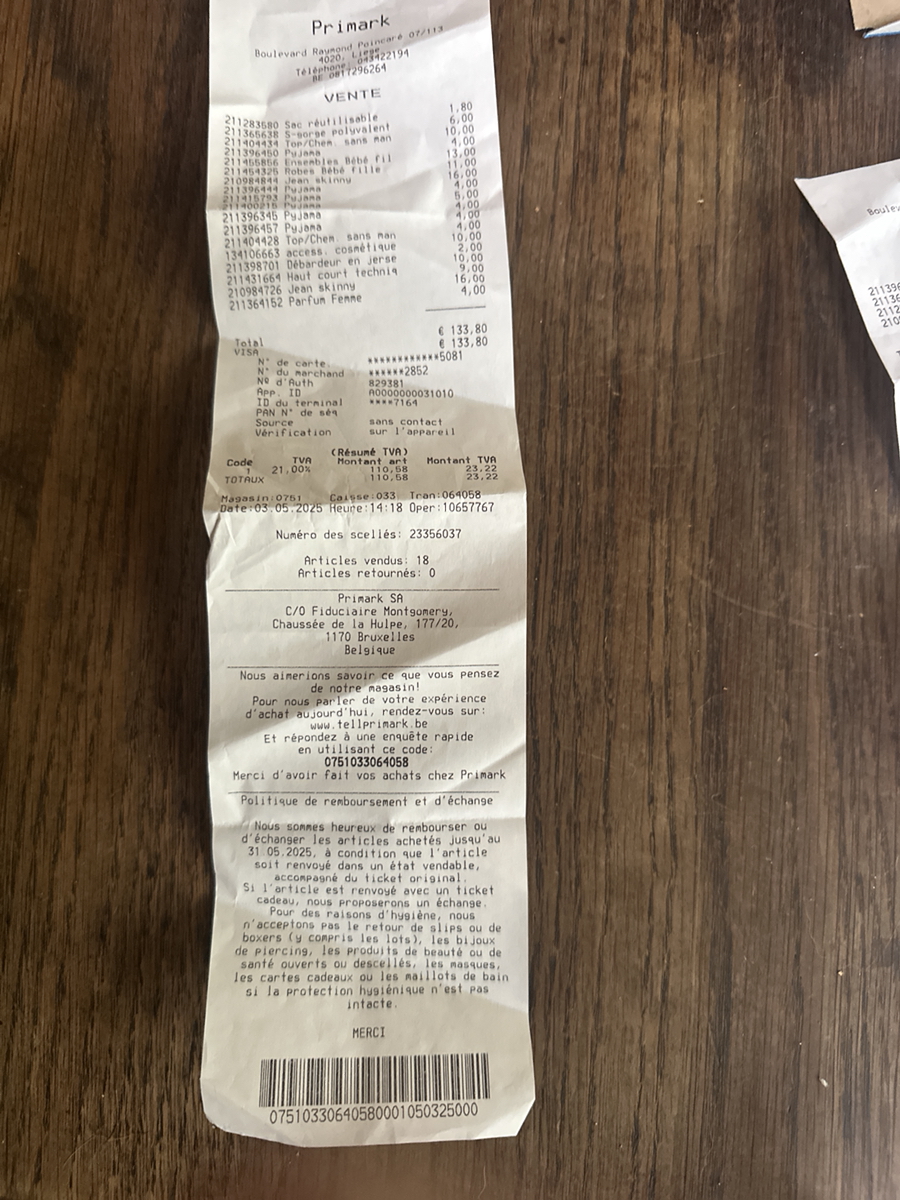 Primark
Boulevard Raymond Poincaré 07/113
4020, Liege
Téléphone 043422194
BE 0817296264
VENTE
211283580 Sac réutilisable 1,80
211365638 S-gorge polyvalent 6,00
211404434 Top/Chem. sans man 10,00
211396450 Pyjama 4,00
211455856 Ensembles Bébé fil 13,00
211454325 Robes Bébé fille 11,00
210984844 Jean skinny 16,00
211396444 Pyjama 4,00
211415793 Pyjama 5,00
211400215 Pyjama 4,00
211396345 Pyjama 4,00
211396457 Pyjama 4,00
211404428 Top/Chem. sans man 10,00
134106663 access. cosmétique 2,00
211398701 Débardeur en jerse 10,00
211431664 Haut court techniq 9,00
210984726 Jean skinny 16,00
211364152 Parfum Femme 4,00
Total € 133,80
VISA € 133,80
N° de carte. ************5081
N° du marchand ******2852
Nº d'Auth 829381
App. ID A0000000031010
ID du terminal ****7164
PAN N° de séq
Source sans contact
Vérification sur l'appareil
(Résumé TVA)
Code TVA Montant art Montant TVA
1 21,00% 110,58 23,22
TOTAUX 110,58 23,22
Magasin:0751 Caisse:033 Tran:064058
Date:03.05.2025 Heure:14:18 Oper:10657767
Numéro des scellés: 23356037
Articles vendus: 18
Articles retournés: 0
Primark SA
C/O Fiduciaire Montgomery,
Chaussée de la Hulpe, 177/20,
1170 Bruxelles
Belgique
Nous aimerions savoir ce que vous pensez
de notre magasin!
Pour nous parler de votre expérience
d'achat aujourd'hui, rendez-vous sur:
www.tellprimark.be
Et répondez à une enquête rapide
en utilisant ce code:
0751033064058
Merci d'avoir fait vos achats chez Primark
Politique de remboursement et d'échange
Nous sommes heureux de rembourser ou
d'échanger les articles achetés jusqu'au
31.05.2025, à condition que l'article
soit renvoyé dans un état vendable,
accompagné du ticket original.
Si l'article est renvoyé avec un ticket
cadeau, nous proposerons un échange.
Pour des raisons d'hygiène, nous
n'acceptons pas le retour de slips ou de
boxers (y compris les lots), les bijoux
de piercing, les produits de beauté ou de
santé ouverts ou descellés, les masques,
les cartes cadeaux ou les maillots de bain
si la protection hygiénique n'est pas
intacte.
MERCI
07510330640580001050325000